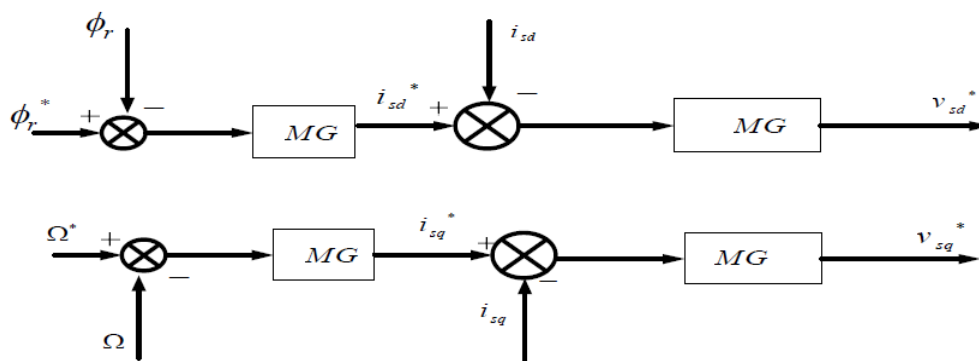 ϕr
isd
ϕr* + − MG isd* + − MG vsd*
Ω* + − MG isq* + − MG vsq*
Ω
isq